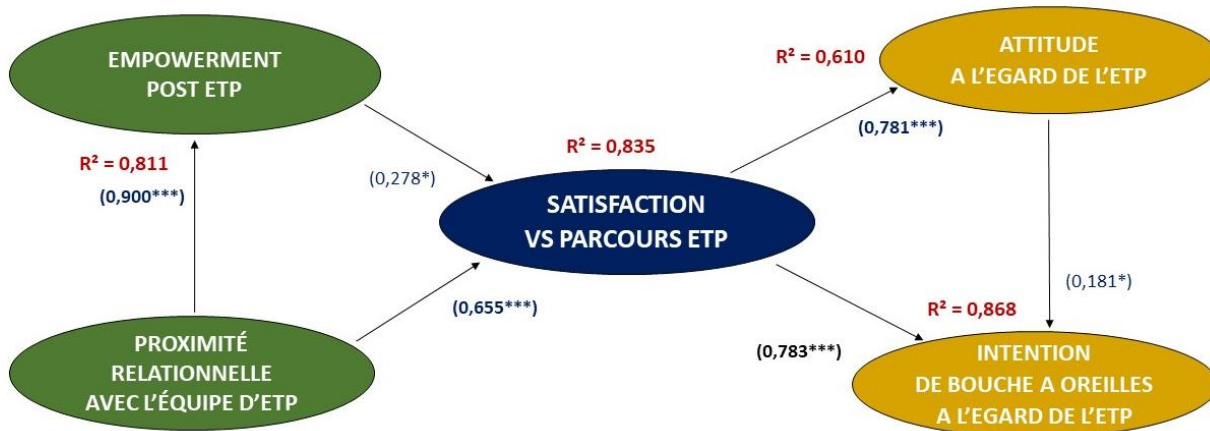 EMPOWERMENT
POST ETP
R² = 0,811
(0,900***)
(0,278*)
PROXIMITÉ
RELATIONNELLE
AVEC L'ÉQUIPE D'ETP
(0,655***)
R² = 0,835
SATISFACTION
VS PARCOURS ETP
R² = 0,610
(0,781***)
ATTITUDE
A L'EGARD DE L'ETP
(0,181*)
(0,783***)
R² = 0,868
INTENTION
DE BOUCHE A OREILLES
A L'EGARD DE L'ETP